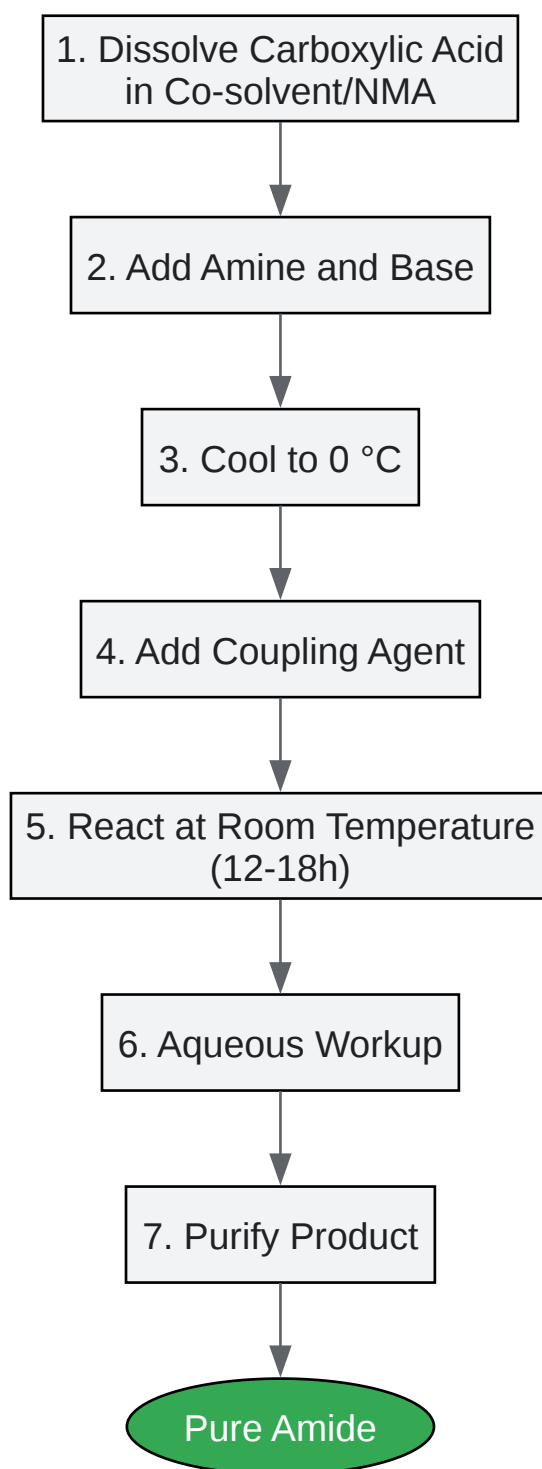 1. Dissolve Carboxylic Acid
in Co-solvent/NMA
2. Add Amine and Base
3. Cool to 0 °C
4. Add Coupling Agent
5. React at Room Temperature
(12-18h)
6. Aqueous Workup
7. Purify Product
Pure Amide